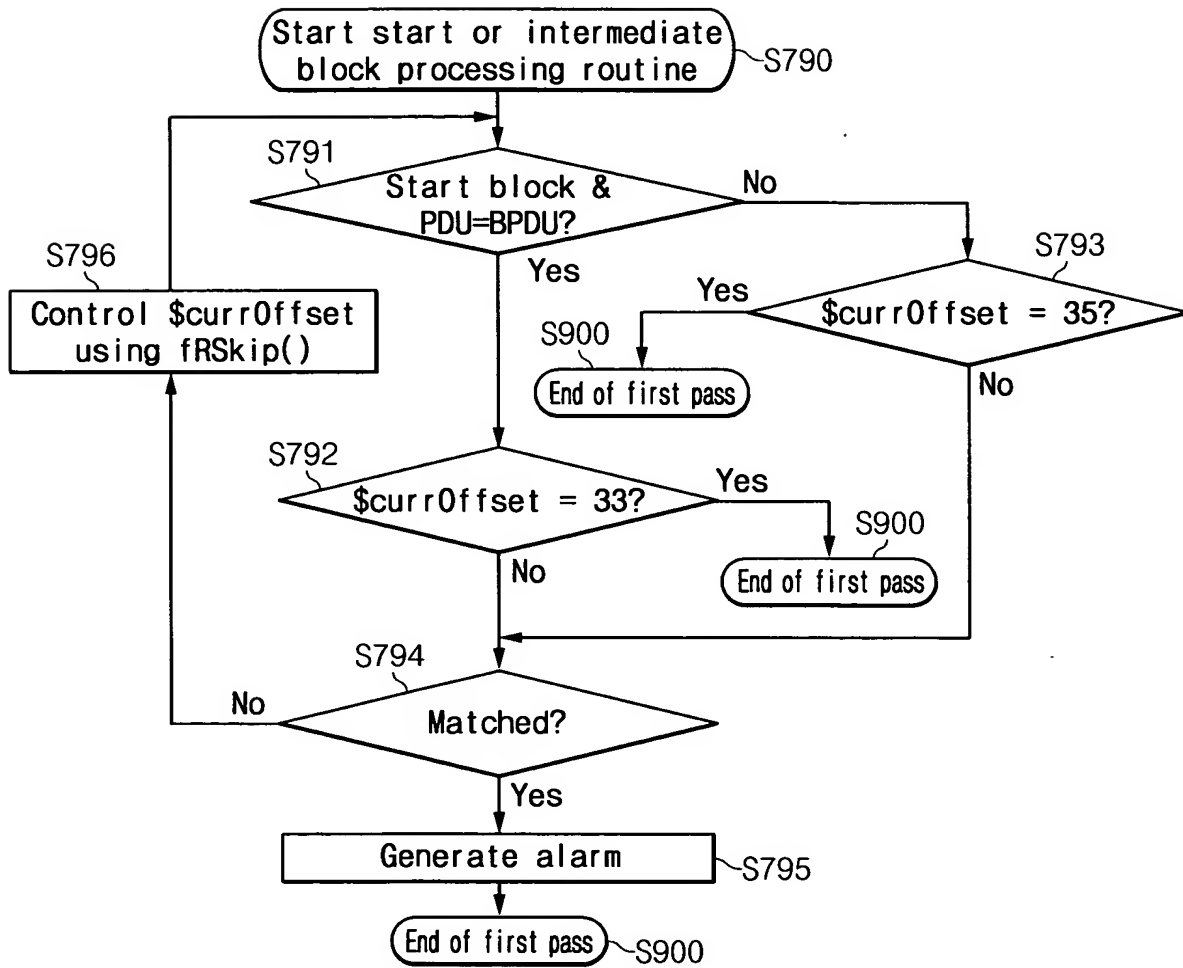 Start start or intermediate
block processing routine
S790
S791
Start block &
PDU=BPDU?
No
Yes
S796
Control $currOffset
using fRSkip()
S793
$currOffset = 35?
Yes
No
S900
End of first pass
S792
$currOffset = 33?
Yes
No
S900
End of first pass
S794
Matched?
No
Yes
Generate alarm
S795
End of first pass
S900